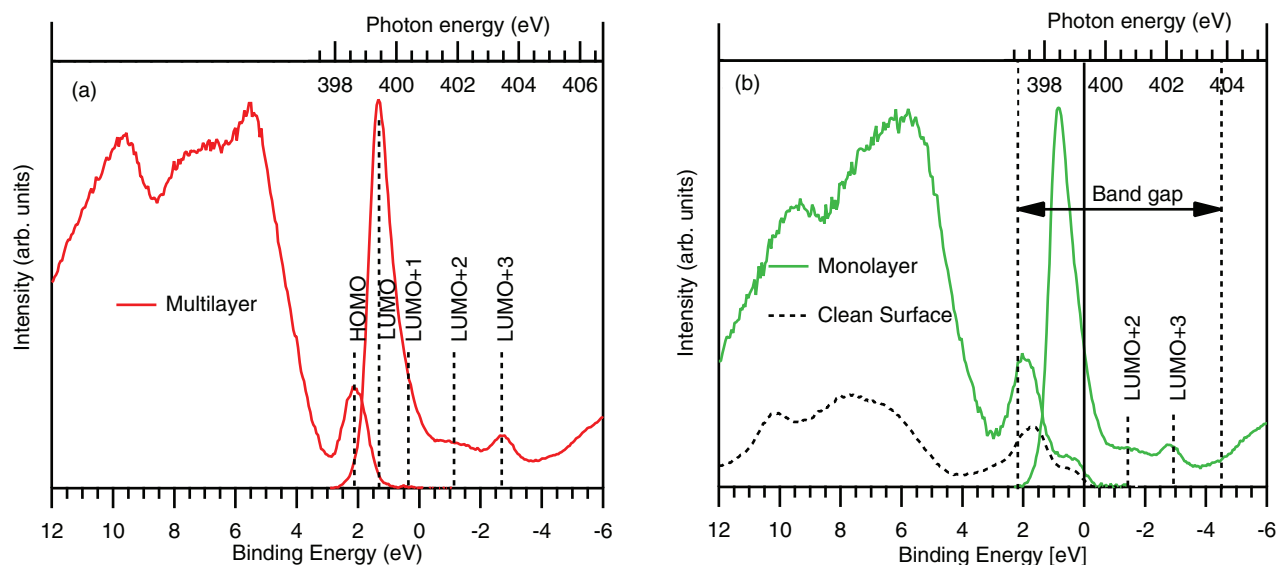 Photon energy (eV)
(a)
398 400 402 404 406
Intensity (arb. units)
Multilayer
HOMO
LUMO
LUMO+1
LUMO+2
LUMO+3
12 10 8 6 4 2 0 -2 -4 -6
Binding Energy (eV)
Photon energy (eV)
(b)
398 400 402 404
Intensity (arb. units)
Band gap
Monolayer
Clean Surface
LUMO+2
LUMO+3
12 10 8 6 4 2 0 -2 -4 -6
Binding Energy [eV]